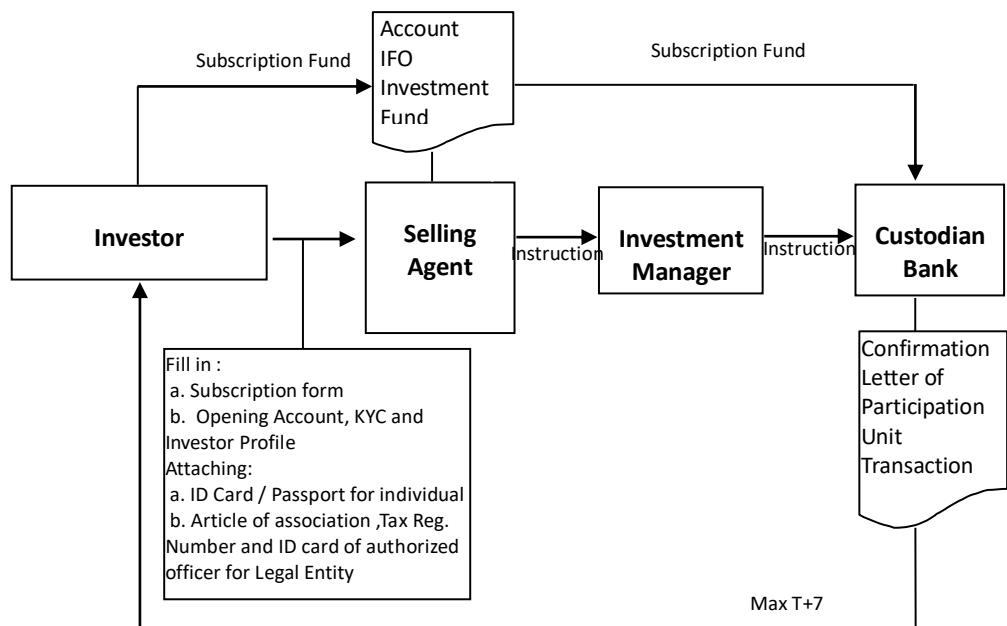 Subscription Fund
Account
IFO
Investment
Fund
Subscription Fund
Investor
Selling
Agent
Instruction
Investment
Manager
Instruction
Custodian
Bank
Fill in :
a. Subscription form
b. Opening Account, KYC and
Investor Profile
Attaching:
a. ID Card / Passport for individual
b. Article of association ,Tax Reg.
Number and ID card of authorized
officer for Legal Entity
Confirmation
Letter of
Participation
Unit
Transaction
Max T+7